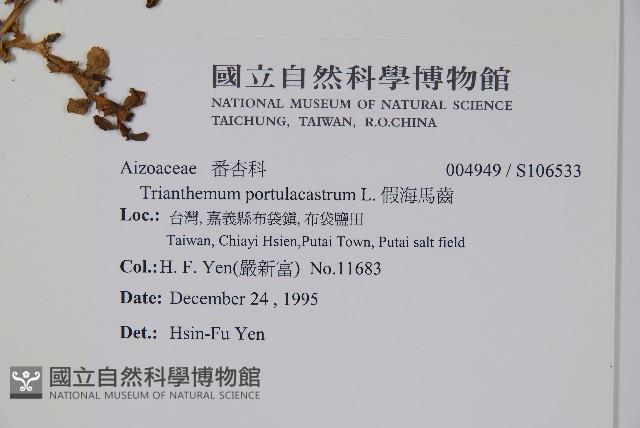 國立自然科學博物館
NATIONAL MUSEUM OF NATURAL SCIENCE
TAICHUNG, TAIWAN, R.O.CHINA
Aizoaceae 番杏科 004949 / S106533
Trianthemum portulacastrum L. 假海馬齒
Loc.: 台灣, 嘉義縣布袋鎮, 布袋鹽田
Taiwan, Chiayi Hsien,Putai Town, Putai salt field
Col.: H. F. Yen(嚴新富) No.11683
Date: December 24 , 1995
Det.: Hsin-Fu Yen
國立自然科學博物館
NATIONAL MUSEUM OF NATURAL SCIENCE